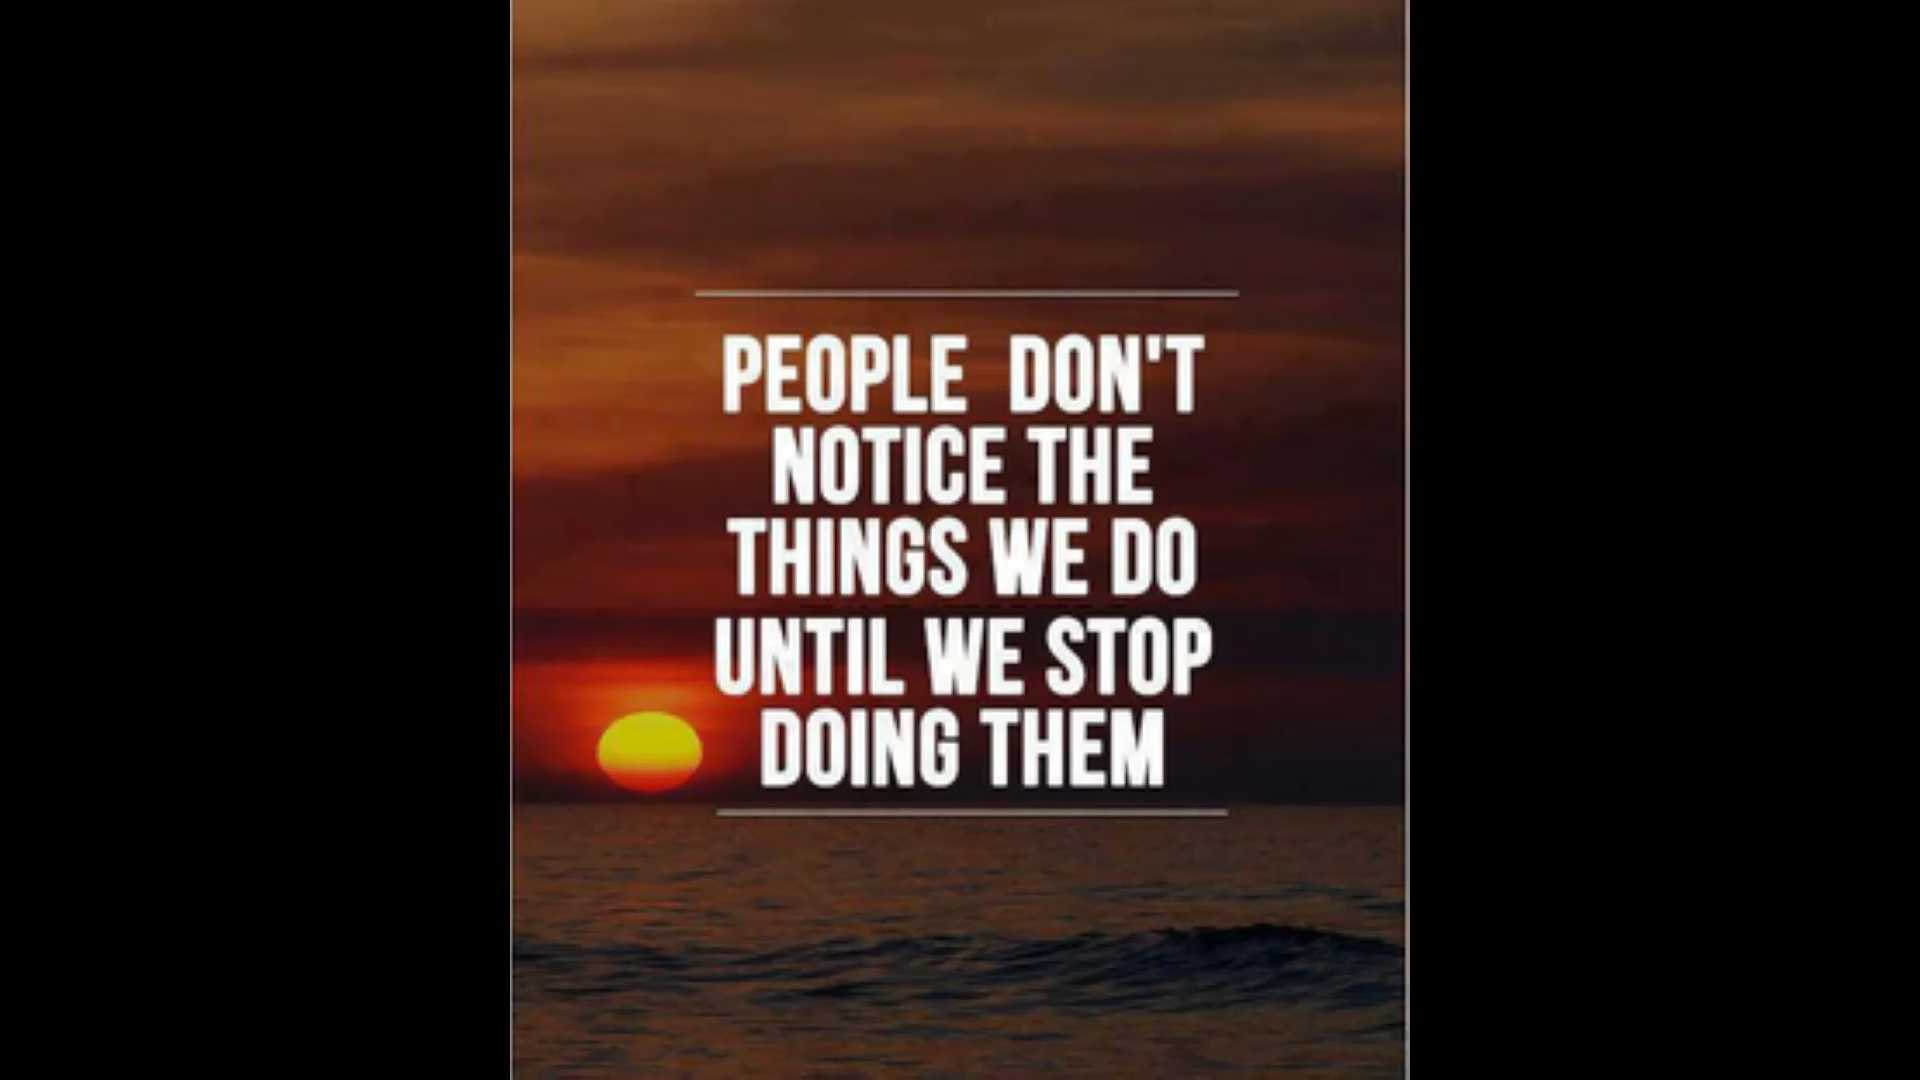 PEOPLE DON'T
NOTICE THE
THINGS WE DO
UNTIL WE STOP
DOING THEM